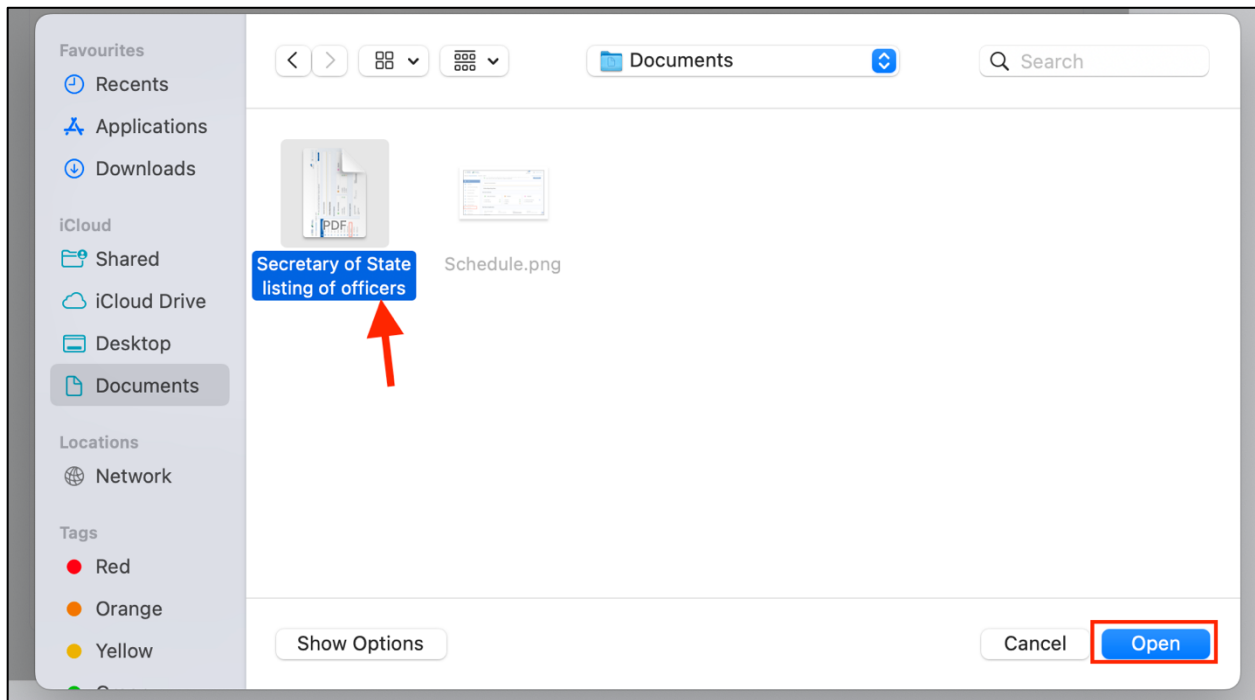 Favourites
Recents
Applications
Downloads
iCloud
Shared
iCloud Drive
Desktop
Documents
Locations
Network
Tags
Red
Orange
Yellow
Documents
Search
PDF
Secretary of State
listing of officers
Schedule.png
Show Options
Cancel
Open